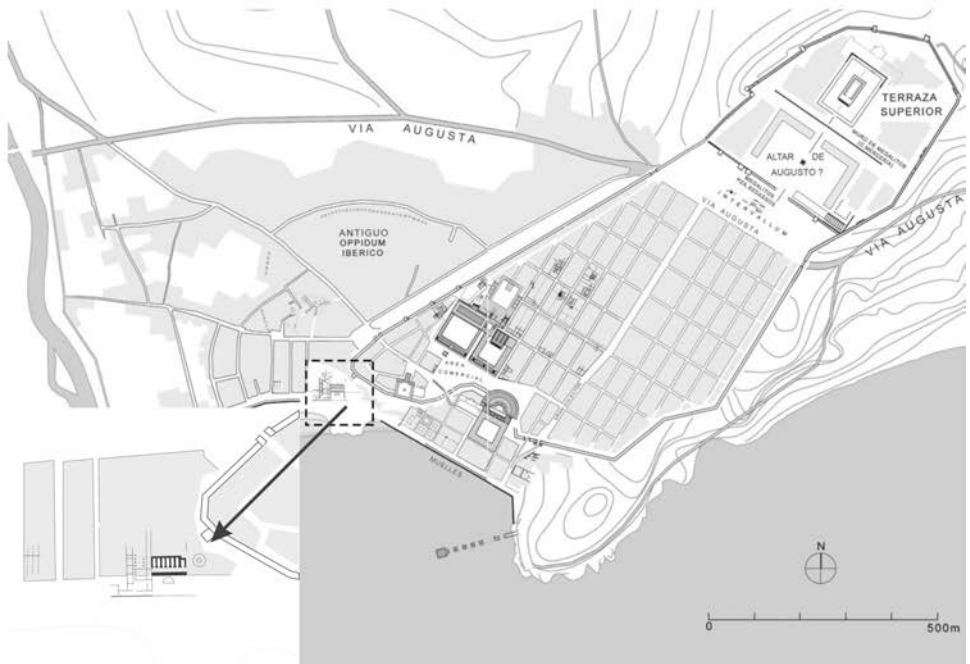 VIA AUGUSTA
TERRAZA
SUPERIOR
ALTAR DE
AUGUSTO ?
INTERVALLUM
VIA AUGUSTA
VIA AUGUSTA
ANTIGUO
OPPIDUM
IBERICO
AREA
COMERCIAL
MUELLES
N
0
500m